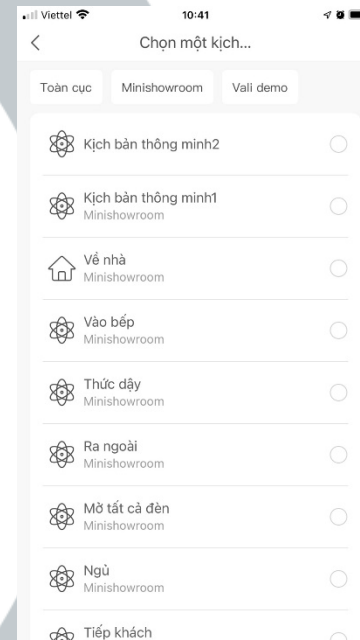 Viettel 10:41
Chọn một kịch...
Toàn cục Minishowroom Vali demo
Kịch bản thông minh2
Kịch bản thông minh1
Minishowroom
Về nhà
Minishowroom
Vào bếp
Minishowroom
Thức dậy
Minishowroom
Ra ngoài
Minishowroom
Mở tất cả đèn
Minishowroom
Ngủ
Minishowroom
Tiếp khách